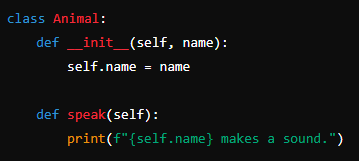 class Animal:
    def __init__(self, name):
        self.name = name

    def speak(self):
        print(f"{self.name} makes a sound.")